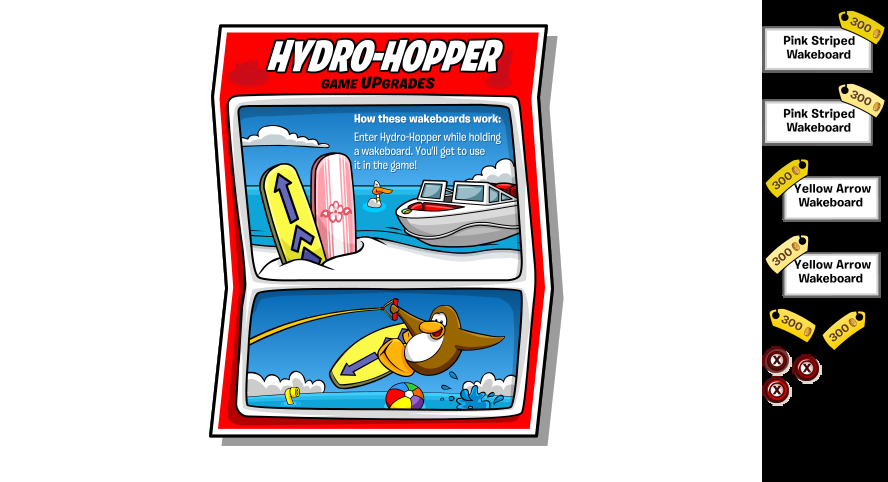 HYDRO-HOPPER
GAME UPGRADES
How these wakeboards work:
Enter Hydro-Hopper while holding
a wakeboard. You'll get to use
it in the game!
300
Pink Striped
Wakeboard
300
Pink Striped
Wakeboard
300
Yellow Arrow
Wakeboard
300
Yellow Arrow
Wakeboard
300
300
X
X
X